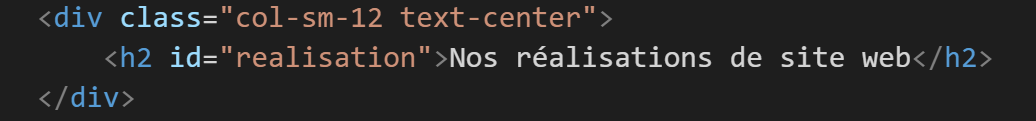 <div class="col-sm-12 text-center">
<h2 id="realisation">Nos réalisations de site web</h2>
</div>